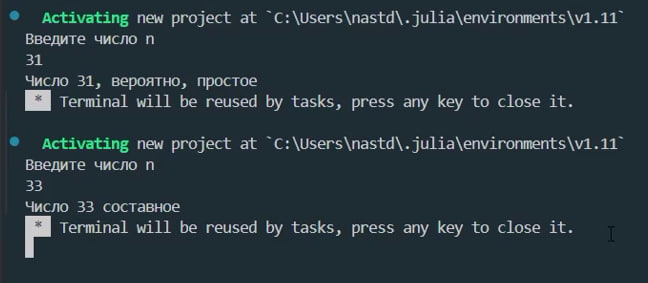 Activating new project at `C:\Users\nastd\.julia\environments\v1.11`
Введите число n
31
Число 31, вероятно, простое
* Terminal will be reused by tasks, press any key to close it.
Activating new project at `C:\Users\nastd\.julia\environments\v1.11`
Введите число n
33
Число 33 составное
* Terminal will be reused by tasks, press any key to close it.